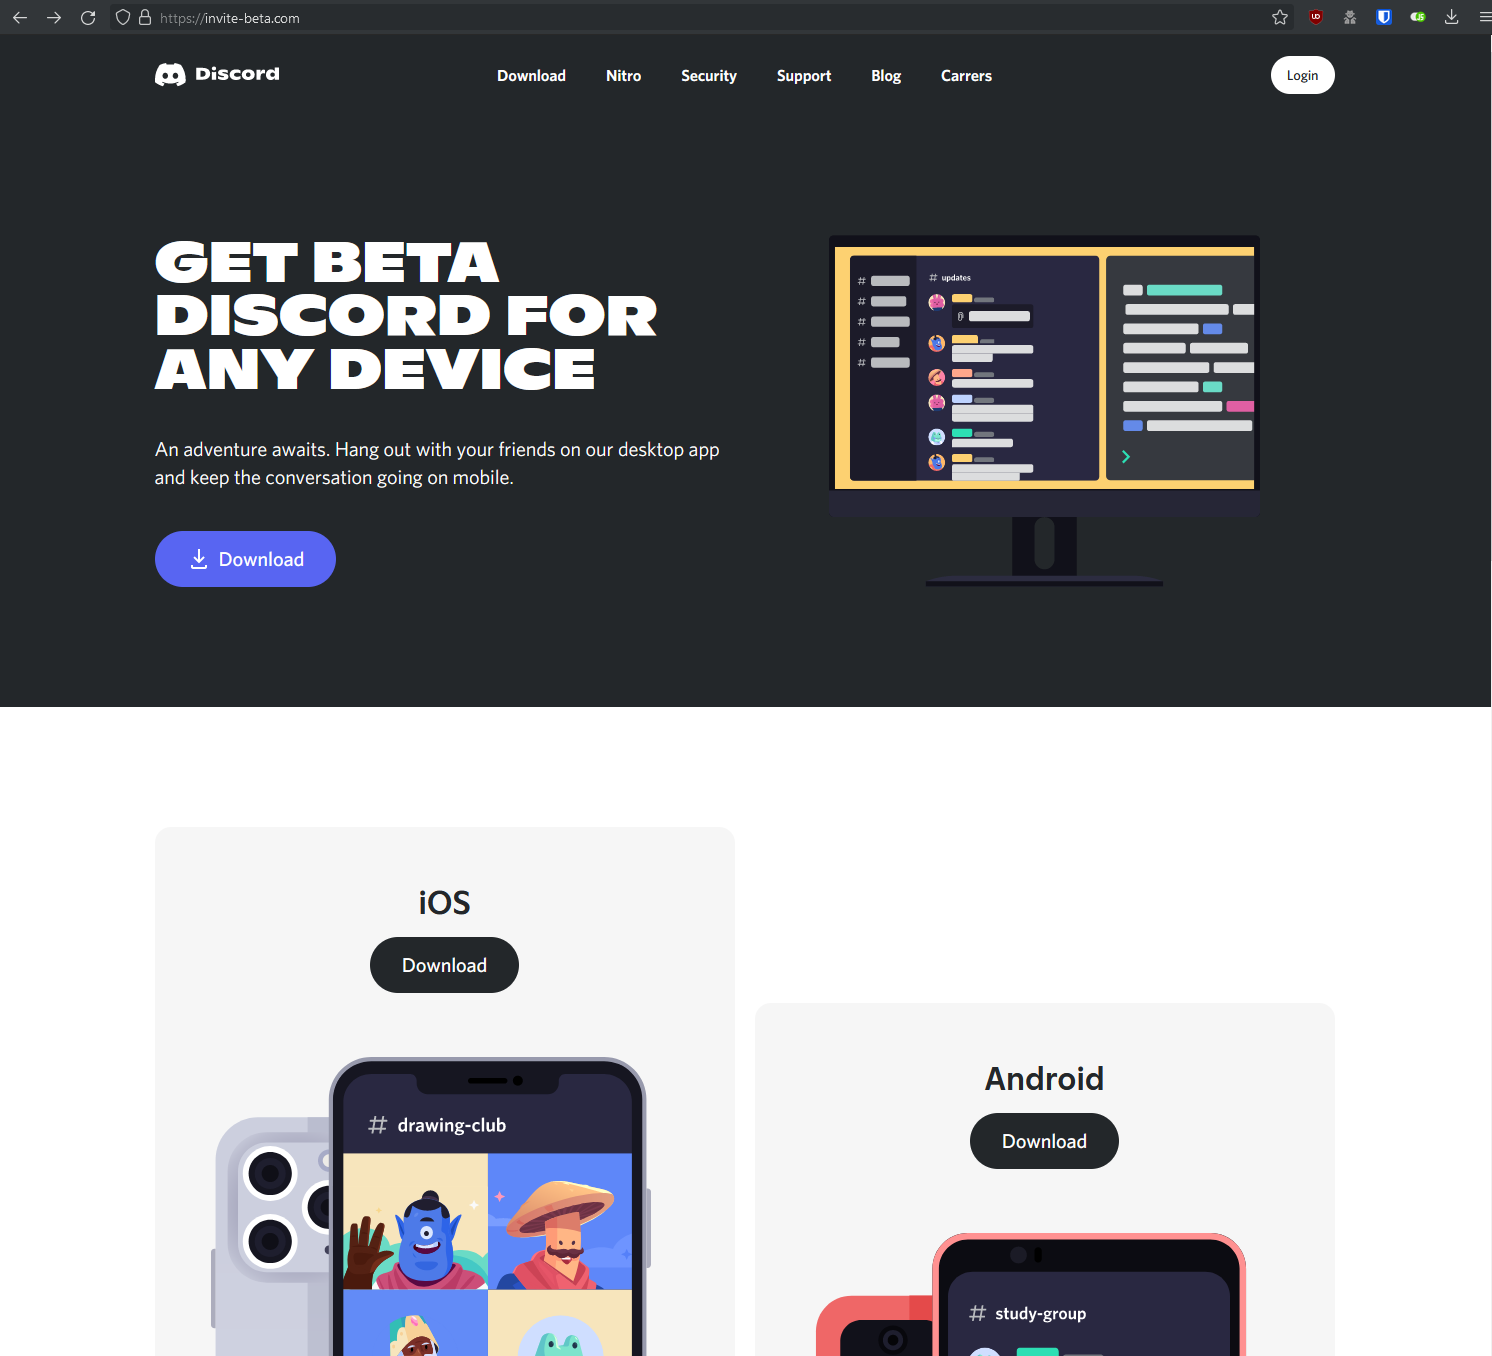 https://invite-beta.com
Discord
Download Nitro Security Support Blog Carrers
Login
GET BETA
DISCORD FOR
ANY DEVICE
# updates
An adventure awaits. Hang out with your friends on our desktop app
and keep the conversation going on mobile.
Download
iOS
Download
Android
Download
# drawing-club
# study-group